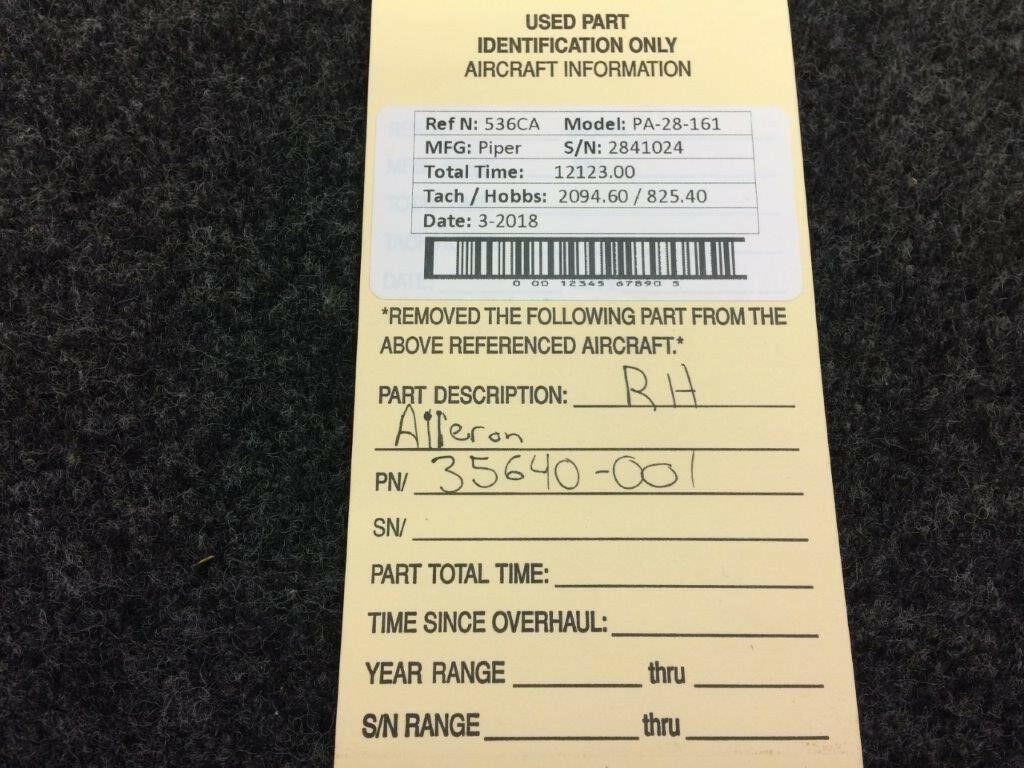 USED PART
IDENTIFICATION ONLY
AIRCRAFT INFORMATION
Ref N: 536CA Model: PA-28-161
MFG: Piper S/N: 2841024
Total Time: 12123.00
Tach / Hobbs: 2094.60 / 825.40
Date: 3-2018
0 00 12345 67890 5
*REMOVED THE FOLLOWING PART FROM THE
ABOVE REFERENCED AIRCRAFT.*
PART DESCRIPTION: RH
Aileron
PN/ 35640-001
SN/
PART TOTAL TIME:
TIME SINCE OVERHAUL:
YEAR RANGE thru
S/N RANGE thru